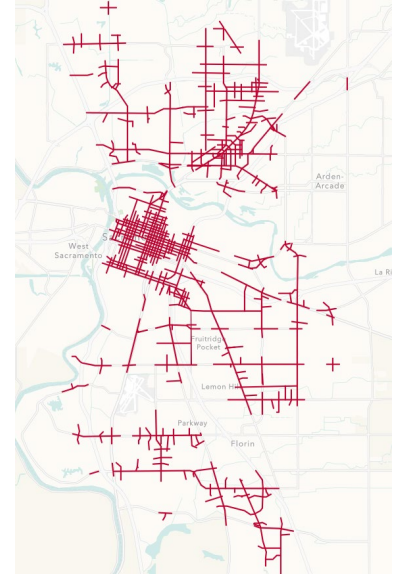 Arden-
Arcade
West
Sacramento
La Ri
Fruitridge
Pocket
Lemon Hill
Parkway
Florin